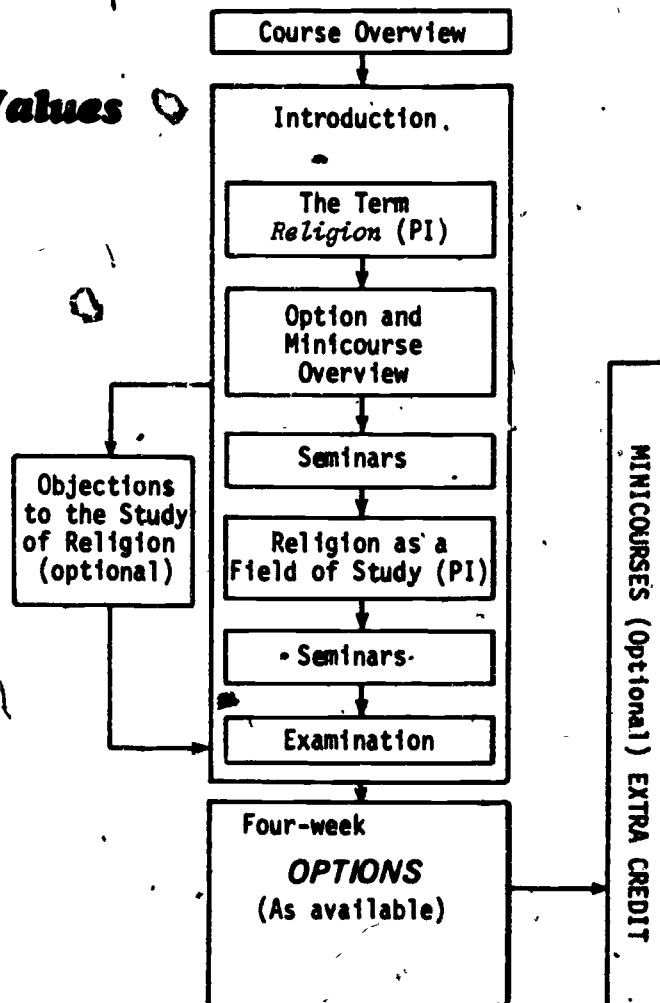 Course Overview
Values
Introduction
The Term
Religion (PI)
Option and
Minicourse
Overview
Seminars
Objections
to the Study
of Religion
(optional)
Religion as a
Field of Study (PI)
Seminars
Examination
Four-week
OPTIONS
(As available)
MINICOURSES (Optional) EXTRA CREDIT